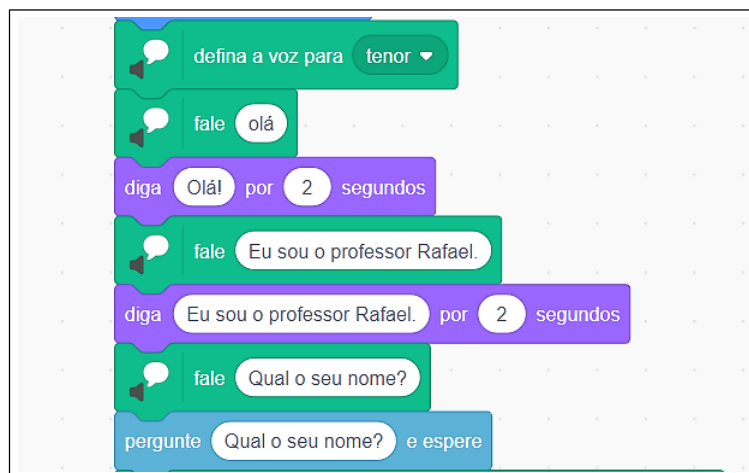 defina a voz para tenor
fale olá
diga Olá! por 2 segundos
fale Eu sou o professor Rafael.
diga Eu sou o professor Rafael. por 2 segundos
fale Qual o seu nome?
pergunte Qual o seu nome? e espere